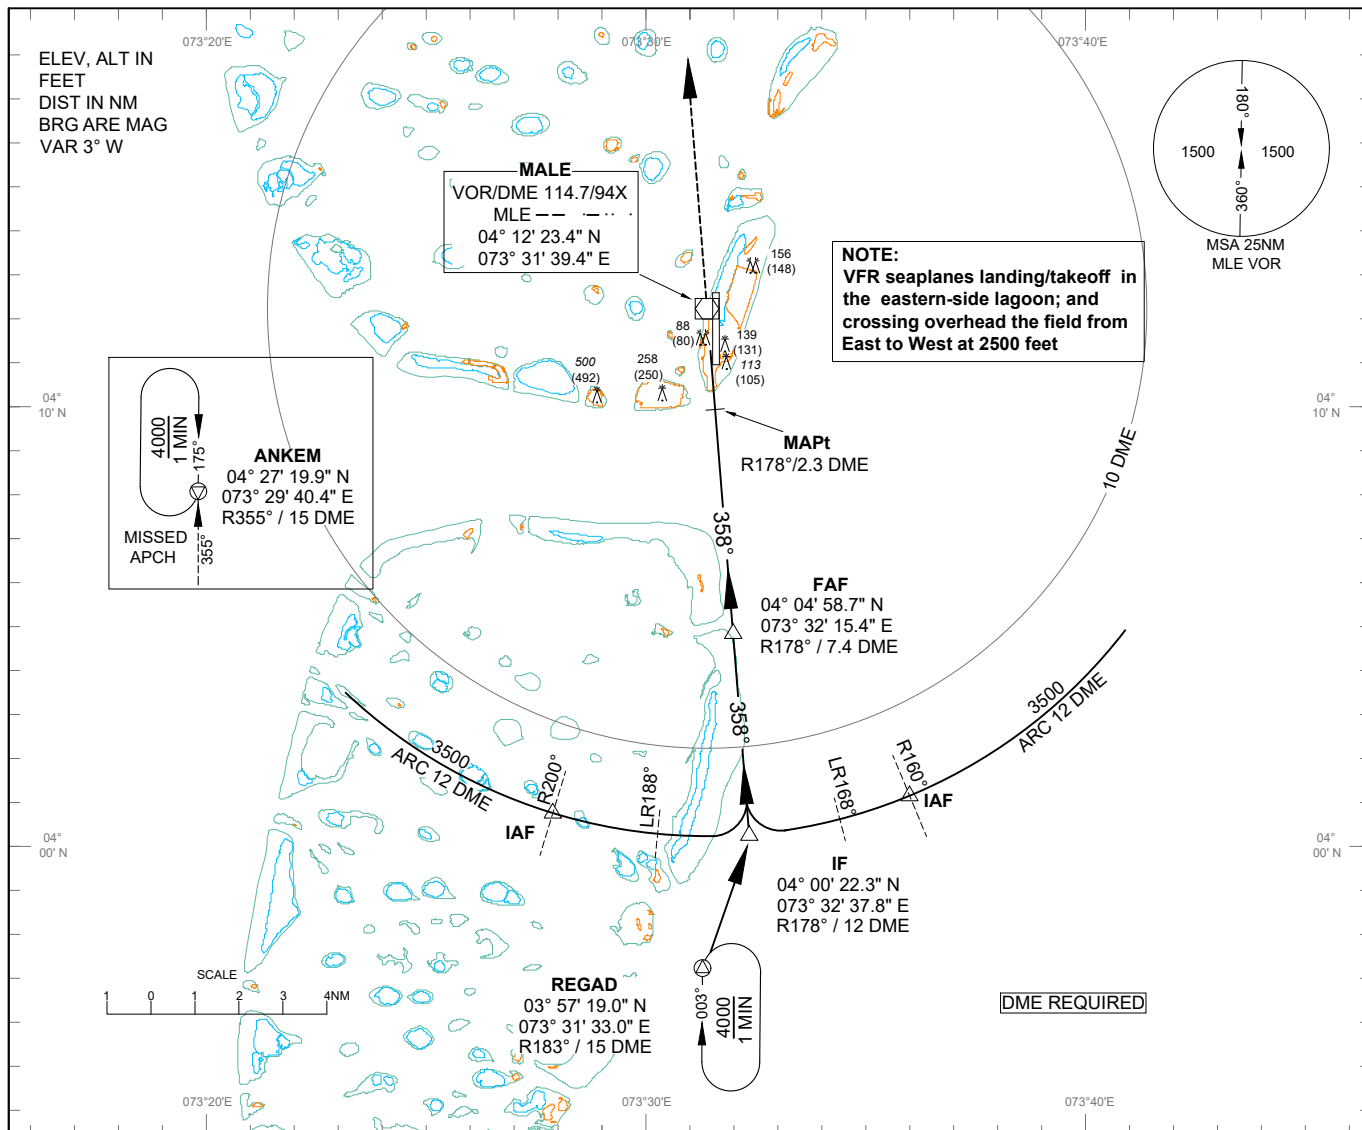 073°20'E
073°30'E
073°40'E
ELEV, ALT IN
FEET
DIST IN NM
BRG ARE MAG
VAR 3° W
180°
1500
1500
360°
MSA 25NM
MLE VOR
MALE
VOR/DME 114.7/94X
MLE
04° 12' 23.4" N
073° 31' 39.4" E
NOTE:
VFR seaplanes landing/takeoff in
the eastern-side lagoon; and
crossing overhead the field from
East to West at 2500 feet
156
(148)
88
(80)
139
(131)
113
(105)
500
(492)
258
(250)
04°
10' N
04°
10' N
MAPt
R178°/2.3 DME
10 DME
4000
1 MIN
175°
ANKEM
04° 27' 19.9" N
073° 29' 40.4" E
R355° / 15 DME
MISSED
APCH
355°
358°
FAF
04° 04' 58.7" N
073° 32' 15.4" E
R178° / 7.4 DME
358°
3500
ARC 12 DME
3500
ARC 12 DME
R200°
IAF
LR188°
LR168°
R160°
IAF
04°
00' N
04°
00' N
IF
04° 00' 22.3" N
073° 32' 37.8" E
R178° / 12 DME
SCALE
1 0 1 2 3 4NM
REGAD
03° 57' 19.0" N
073° 31' 33.0" E
R183° / 15 DME
003°
4000
1 MIN
DME REQUIRED
073°20'E
073°30'E
073°40'E